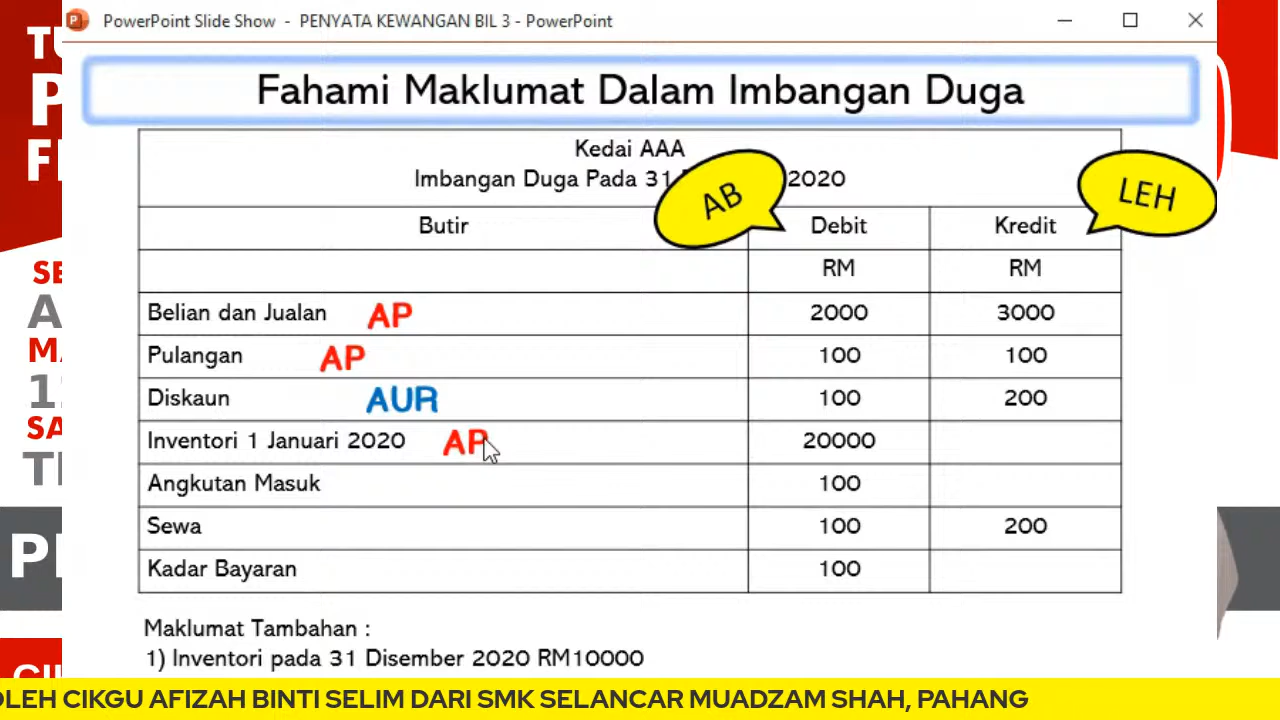 PowerPoint Slide Show - PENYATA KEWANGAN BIL 3 - PowerPoint
Fahami Maklumat Dalam Imbangan Duga
Kedai AAA
Imbangan Duga Pada 31 2020
AB
LEH
Butir Debit Kredit
RM RM
Belian dan Jualan AP 2000 3000
Pulangan AP 100 100
Diskaun AUR 100 200
Inventori 1 Januari 2020 AP 20000
Angkutan Masuk 100
Sewa 100 200
Kadar Bayaran 100
Maklumat Tambahan :
1) Inventori pada 31 Disember 2020 RM10000
OLEH CIKGU AFIZAH BINTI SELIM DARI SMK SELANCAR MUADZAM SHAH, PAHANG